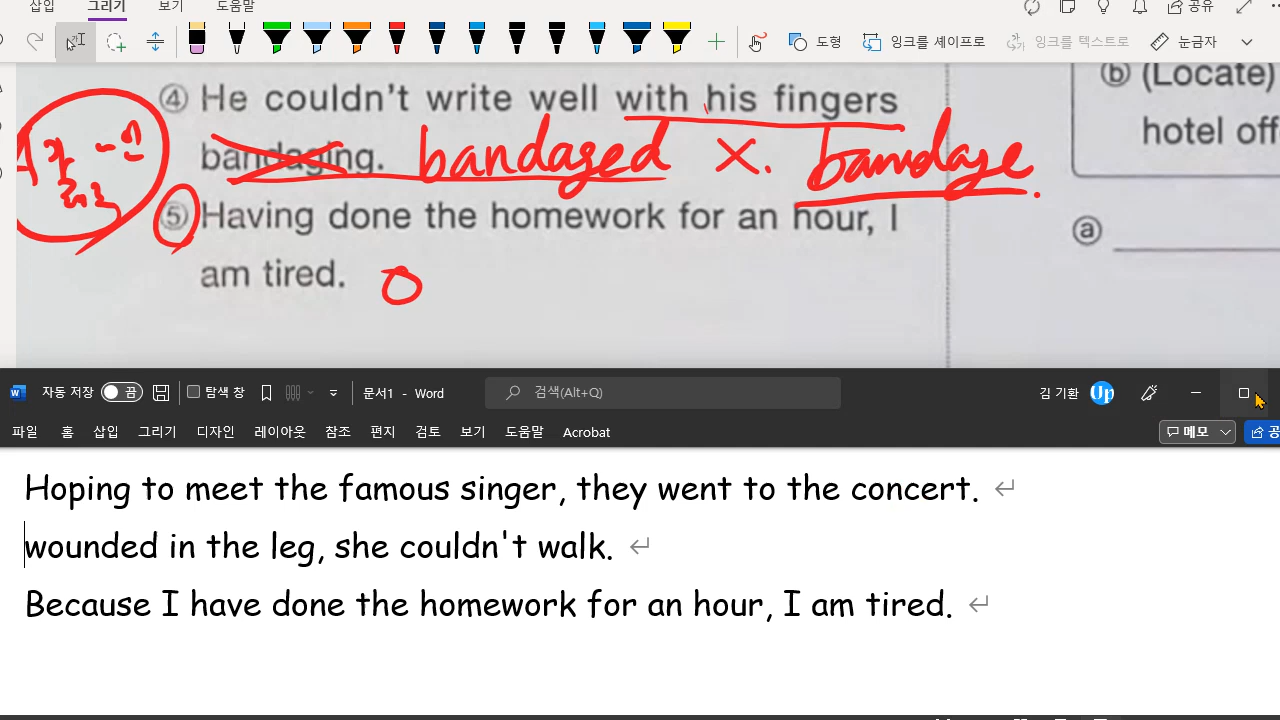 삽입 그리기 보기 도움말 공유
도형 잉크를 셰이프로 잉크를 텍스트로 눈금자
④ He couldn't write well with his fingers
bandaging. bandaged X. bandage.
⑤ Having done the homework for an hour, I
am tired.
ⓑ (Locate)
hotel off
ⓐ
자동 저장 끔 탐색 창 문서1 - Word 검색(Alt+Q) 김 기환 Up
파일 홈 삽입 그리기 디자인 레이아웃 참조 편지 검토 보기 도움말 Acrobat 메모 공
Hoping to meet the famous singer, they went to the concert.
wounded in the leg, she couldn't walk.
Because I have done the homework for an hour, I am tired.